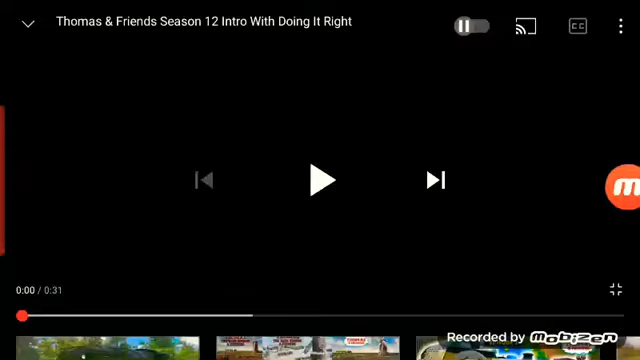 Thomas & Friends Season 12 Intro With Doing It Right
CC
0:00 / 0:31
Recorded by mobizen